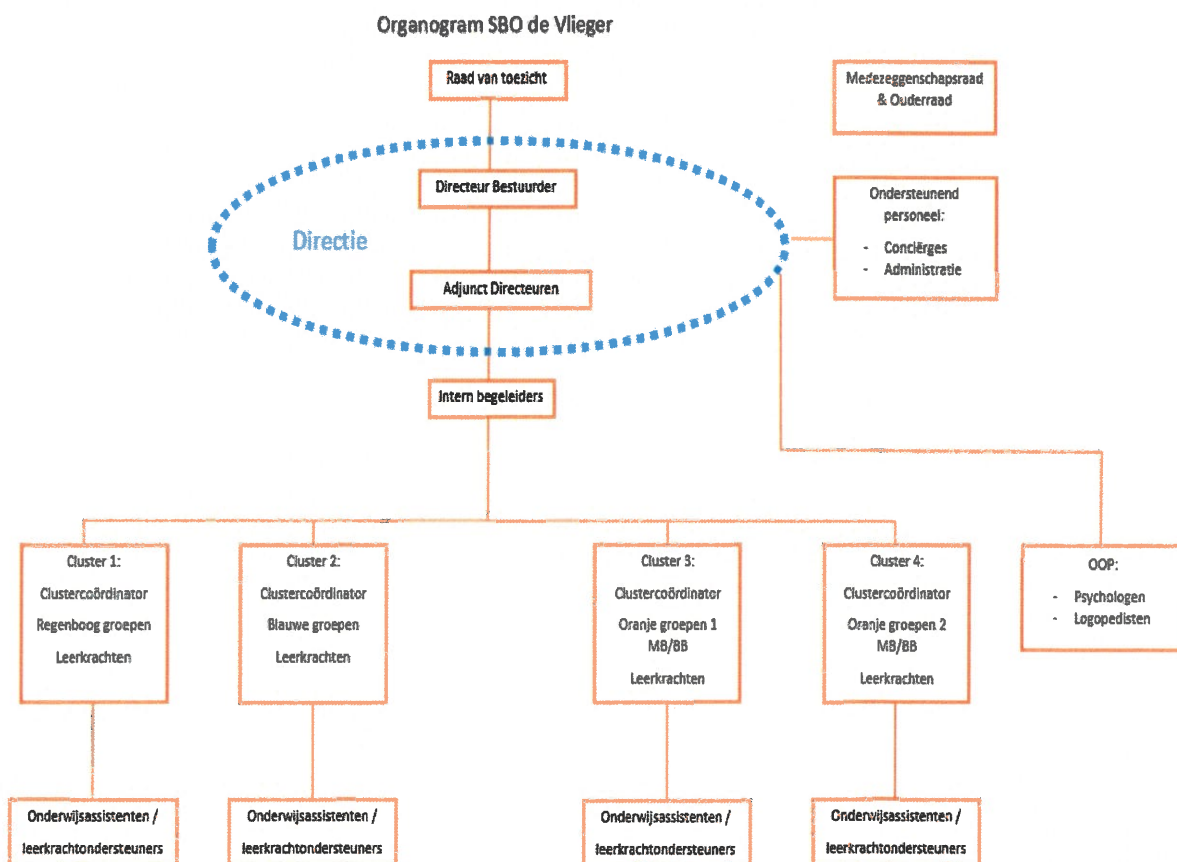 Organogram SBO de Vlieger
Raad van toezicht
Medezeggenschapsraad
& Ouderraad
Directeur Bestuurder
Ondersteunend
personeel:
- Conciërges
- Administratie
Directie
Adjunct Directeuren
Intern begeleiders
Cluster 1:
Clustercoördinator
Regenboog groepen
Leerkrachten
Cluster 2:
Clustercoördinator
Blauwe groepen
Leerkrachten
Cluster 3:
Clustercoördinator
Oranje groepen 1
MB/BB
Leerkrachten
Cluster 4:
Clustercoördinator
Oranje groepen 2
MB/BB
Leerkrachten
OOP:
- Psychologen
- Logopedisten
Onderwijsassistenten /
leerkrachtondersteuners
Onderwijsassistenten /
leerkrachtondersteuners
Onderwijsassistenten /
leerkrachtondersteuners
Onderwijsassistenten /
leerkrachtondersteuners